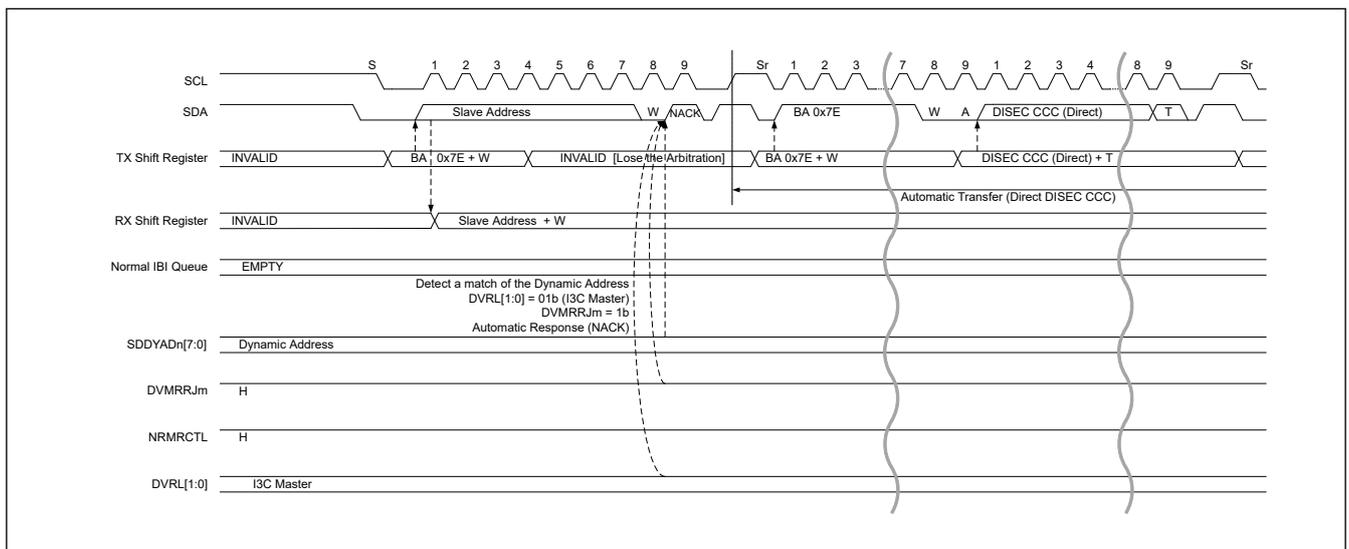 S 1 2 3 4 5 6 7 8 9 Sr 1 2 3 7 8 9 1 2 3 4 8 9 Sr
SCL
SDA Slave Address W NACK BA 0x7E W A DISEC CCC (Direct) T
TX Shift Register INVALID BA 0x7E + W INVALID [Lose the Arbitration] BA 0x7E + W DISEC CCC (Direct) + T
Automatic Transfer (Direct DISEC CCC)
RX Shift Register INVALID Slave Address + W
Normal IBI Queue EMPTY
Detect a match of the Dynamic Address
DVRL[1:0] = 01b (I3C Master)
DVMRRJm = 1b
Automatic Response (NACK)
SDDYADn[7:0] Dynamic Address
DVMRRJm H
NRMRCTL H
DVRL[1:0] I3C Master